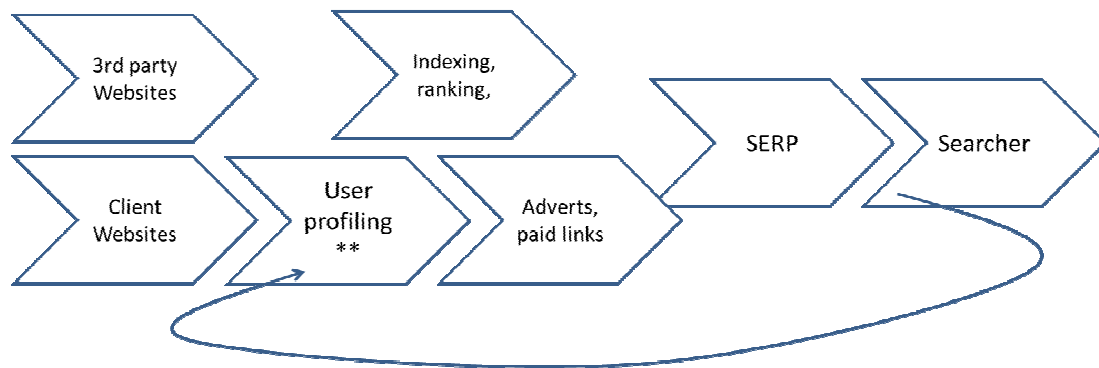 3rd party
Websites
Indexing,
ranking,
SERP
Searcher
Client
Websites
User
profiling
**
Adverts,
paid links